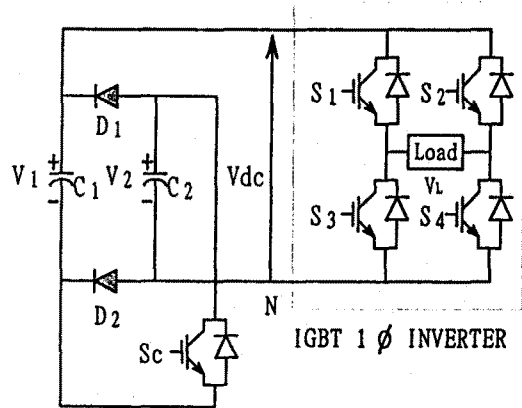 S1
S2
D1
V1
+
-
C1
V2
+
-
C2
Vdc
Load
VL
S3
S4
D2
N
Sc
IGBT 1 ϕ INVERTER